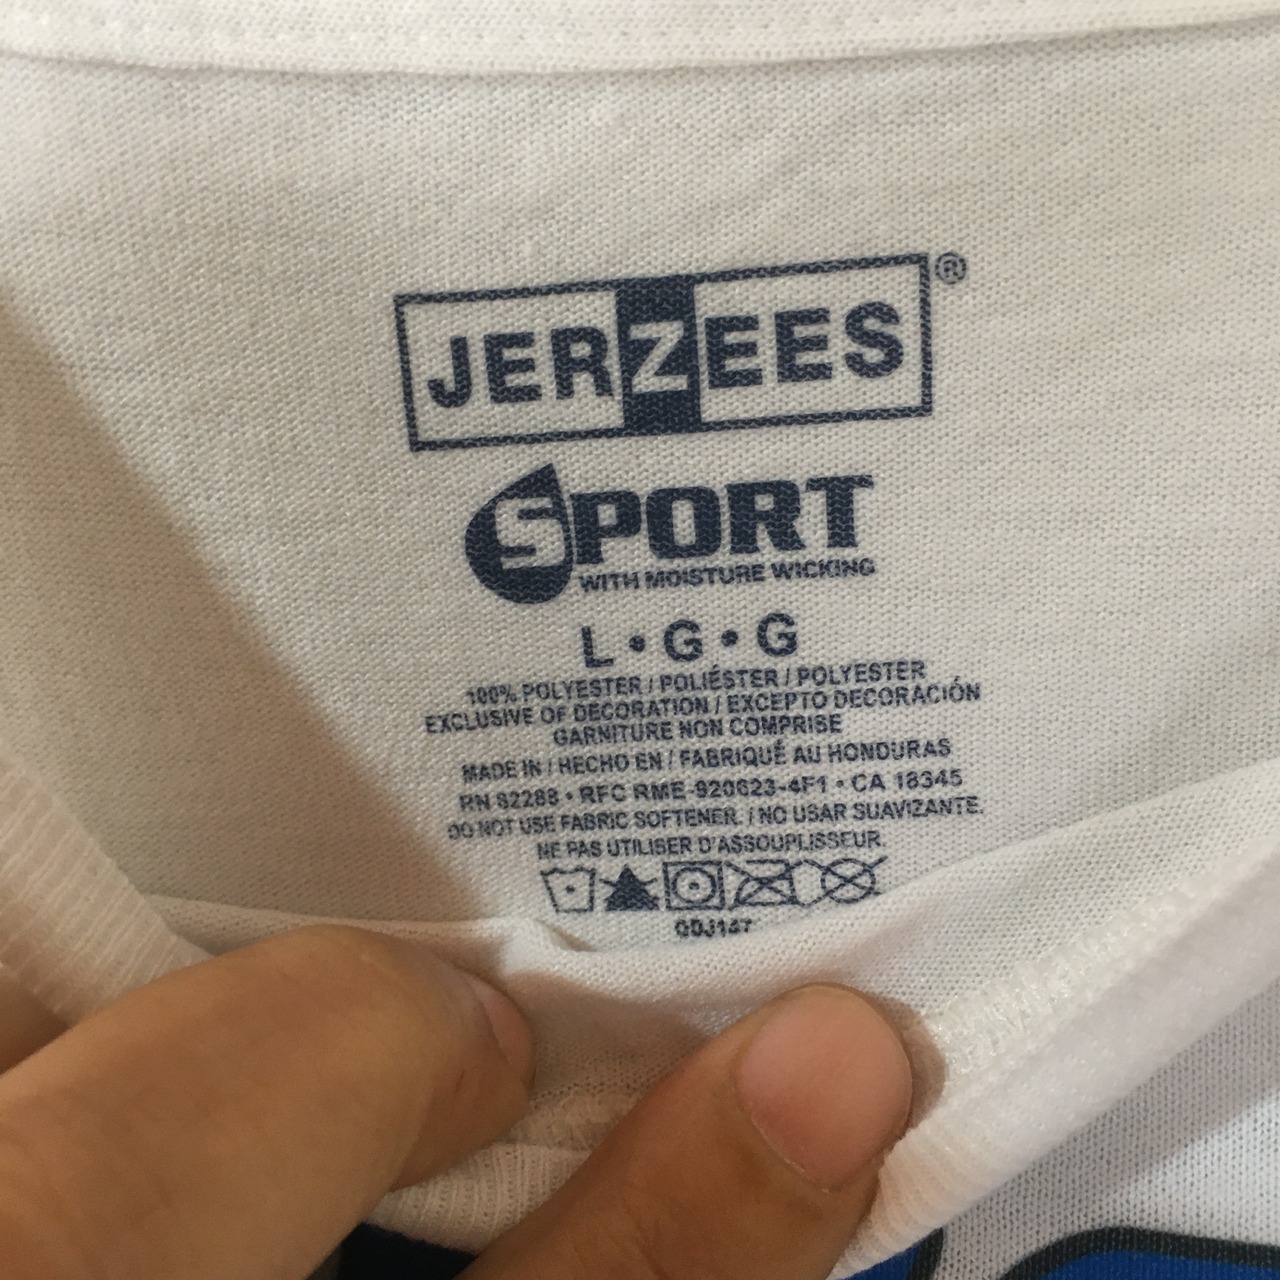 JERZEES®
SPORT
WITH MOISTURE WICKING
L • G • G
100% POLYESTER / POLIÉSTER / POLYESTER
EXCLUSIVE OF DECORATION / EXCEPTO DECORACIÓN
GARNITURE NON COMPRISE
MADE IN / HECHO EN / FABRIQUÉ AU HONDURAS
RN 82288 • RFC RME-920623-4F1 • CA 18345
DO NOT USE FABRIC SOFTENER. / NO USAR SUAVIZANTE.
NE PAS UTILISER D'ASSOUPLISSEUR.